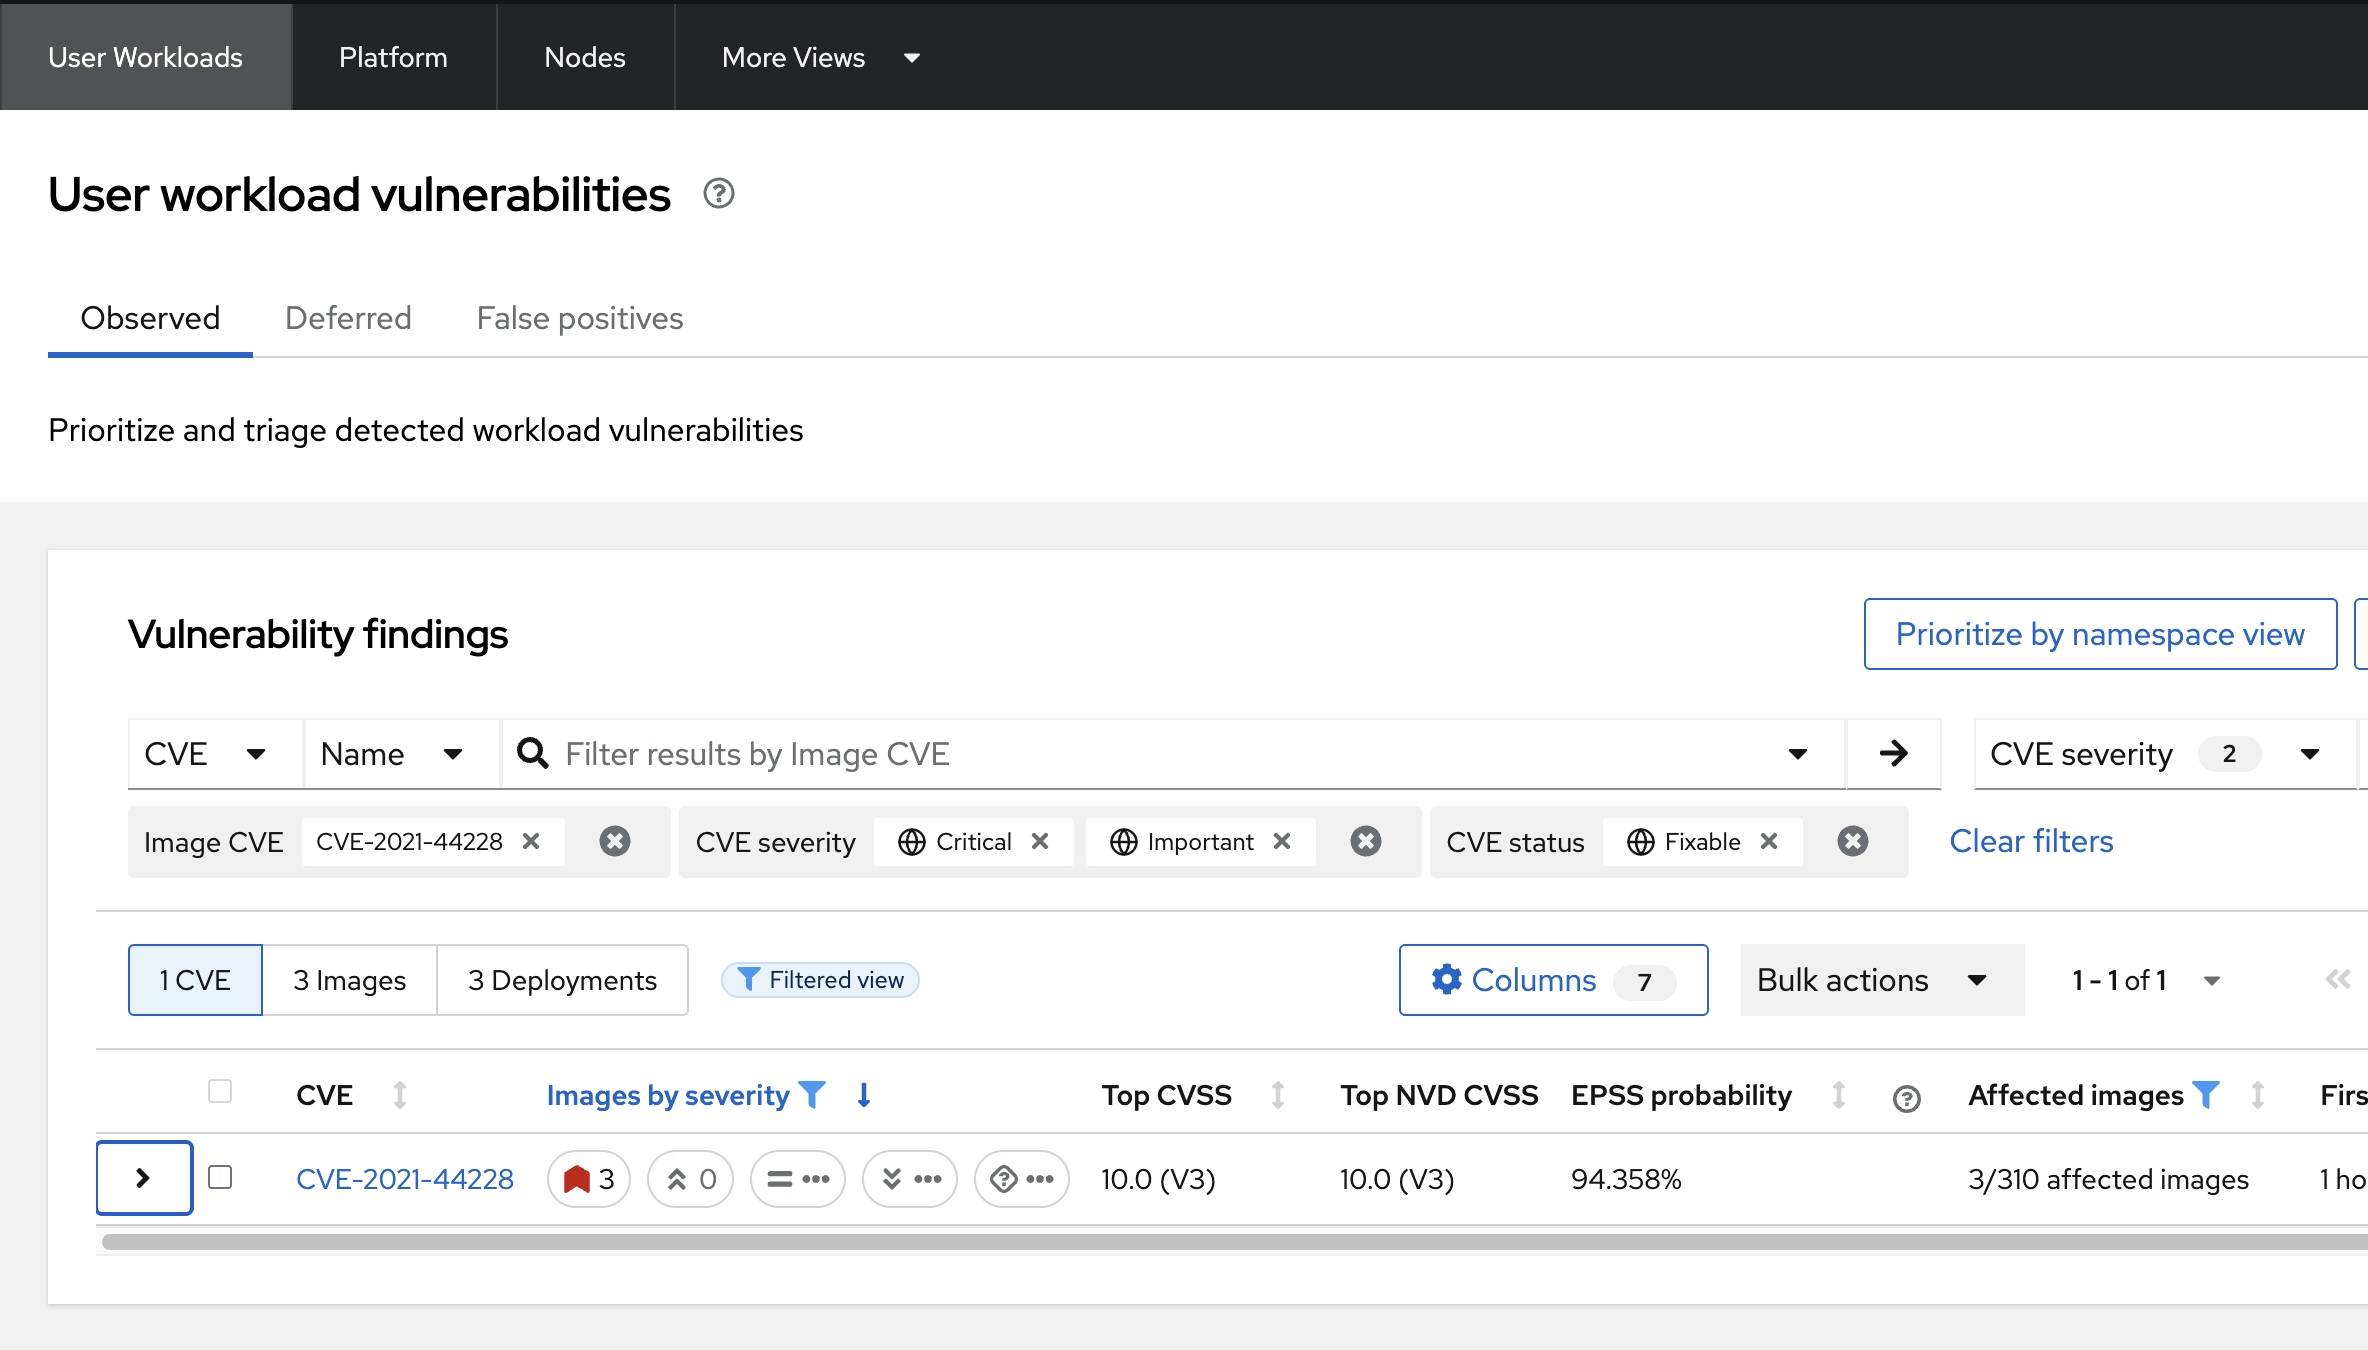 User Workloads Platform Nodes More Views
User workload vulnerabilities
Observed Deferred False positives
Prioritize and triage detected workload vulnerabilities
Vulnerability findings Prioritize by namespace view
CVE Name Filter results by Image CVE CVE severity 2
Image CVE CVE-2021-44228 CVE severity Critical Important CVE status Fixable Clear filters
1 CVE 3 Images 3 Deployments Filtered view Columns 7 Bulk actions 1 - 1 of 1
CVE Images by severity Top CVSS Top NVD CVSS EPSS probability Affected images Firs
CVE-2021-44228 3 0 ••• ••• ••• 10.0 (V3) 10.0 (V3) 94.358% 3/310 affected images 1 ho